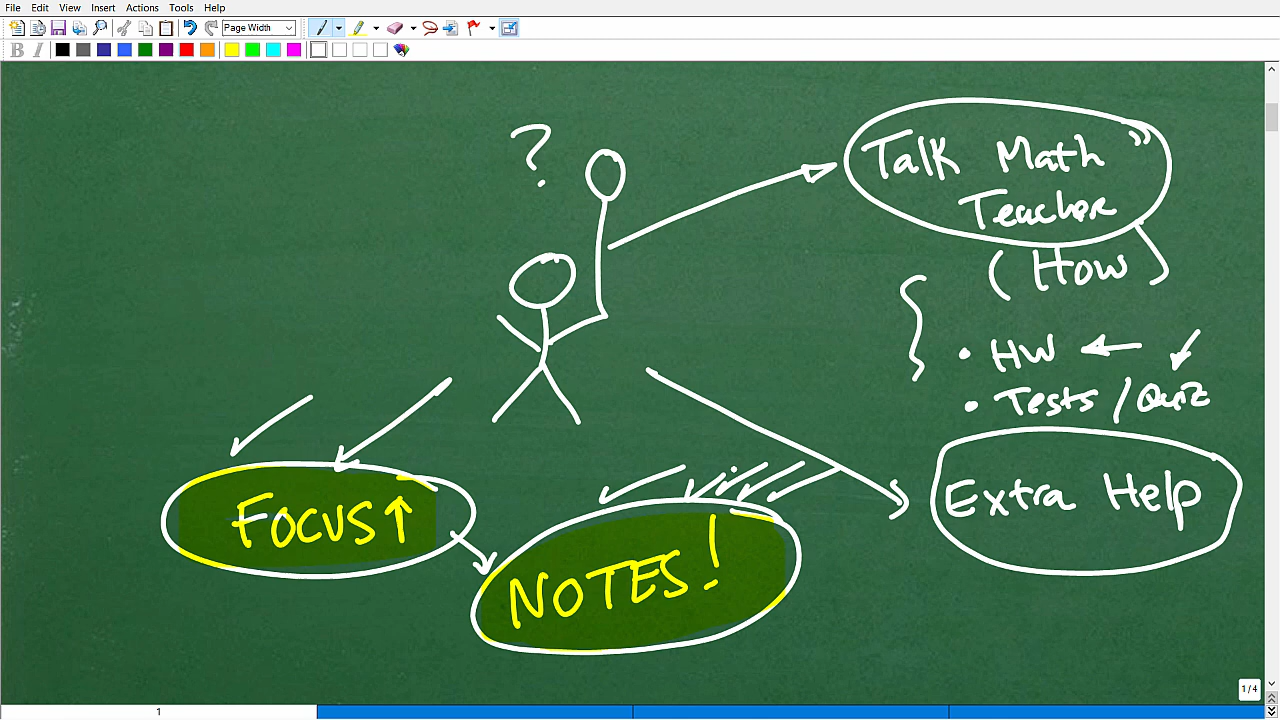 File Edit View Insert Actions Tools Help
Page Width
B I
?
Talk Math "
Teacher
(How)
• HW
• Tests / Quiz
Extra Help
FOCUS ↑
NOTES!
1/4
1